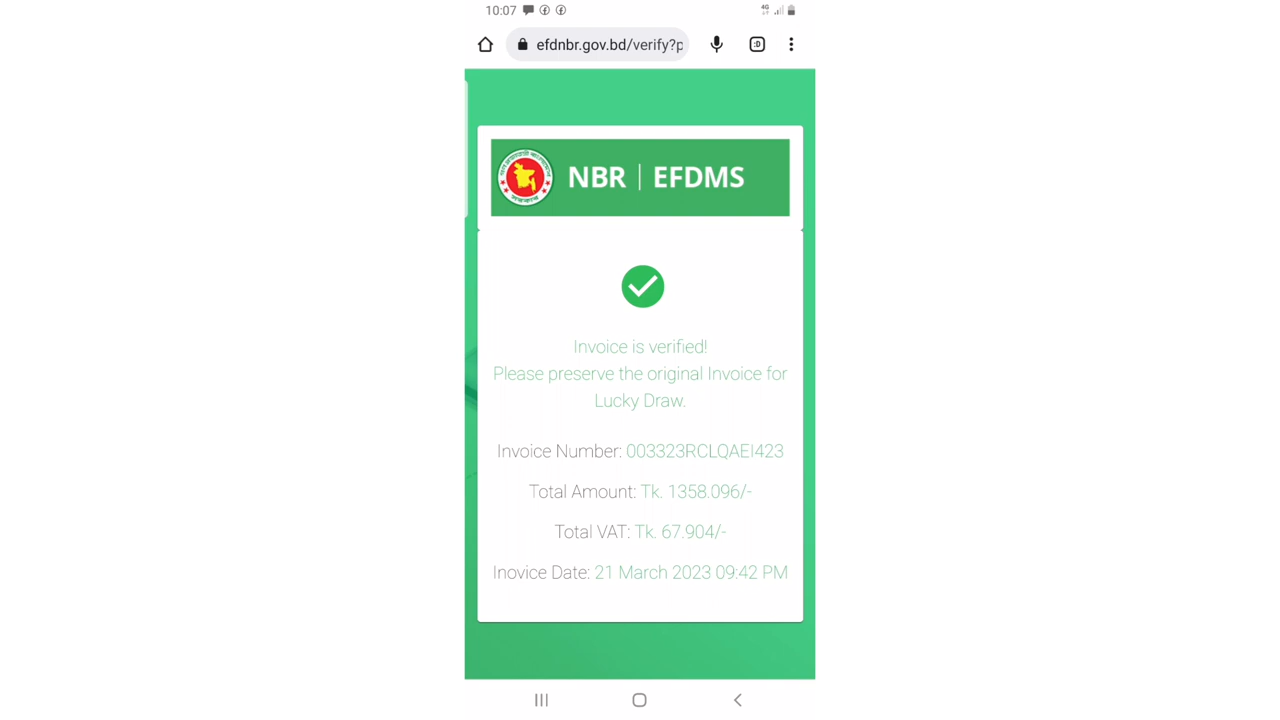 10:07
4G
efdnbr.gov.bd/verify?p
:D
NBR | EFDMS
Invoice is verified!
Please preserve the original Invoice for
Lucky Draw.
Invoice Number: 003323RCLQAEI423
Total Amount: Tk. 1358.096/-
Total VAT: Tk. 67.904/-
Inovice Date: 21 March 2023 09:42 PM